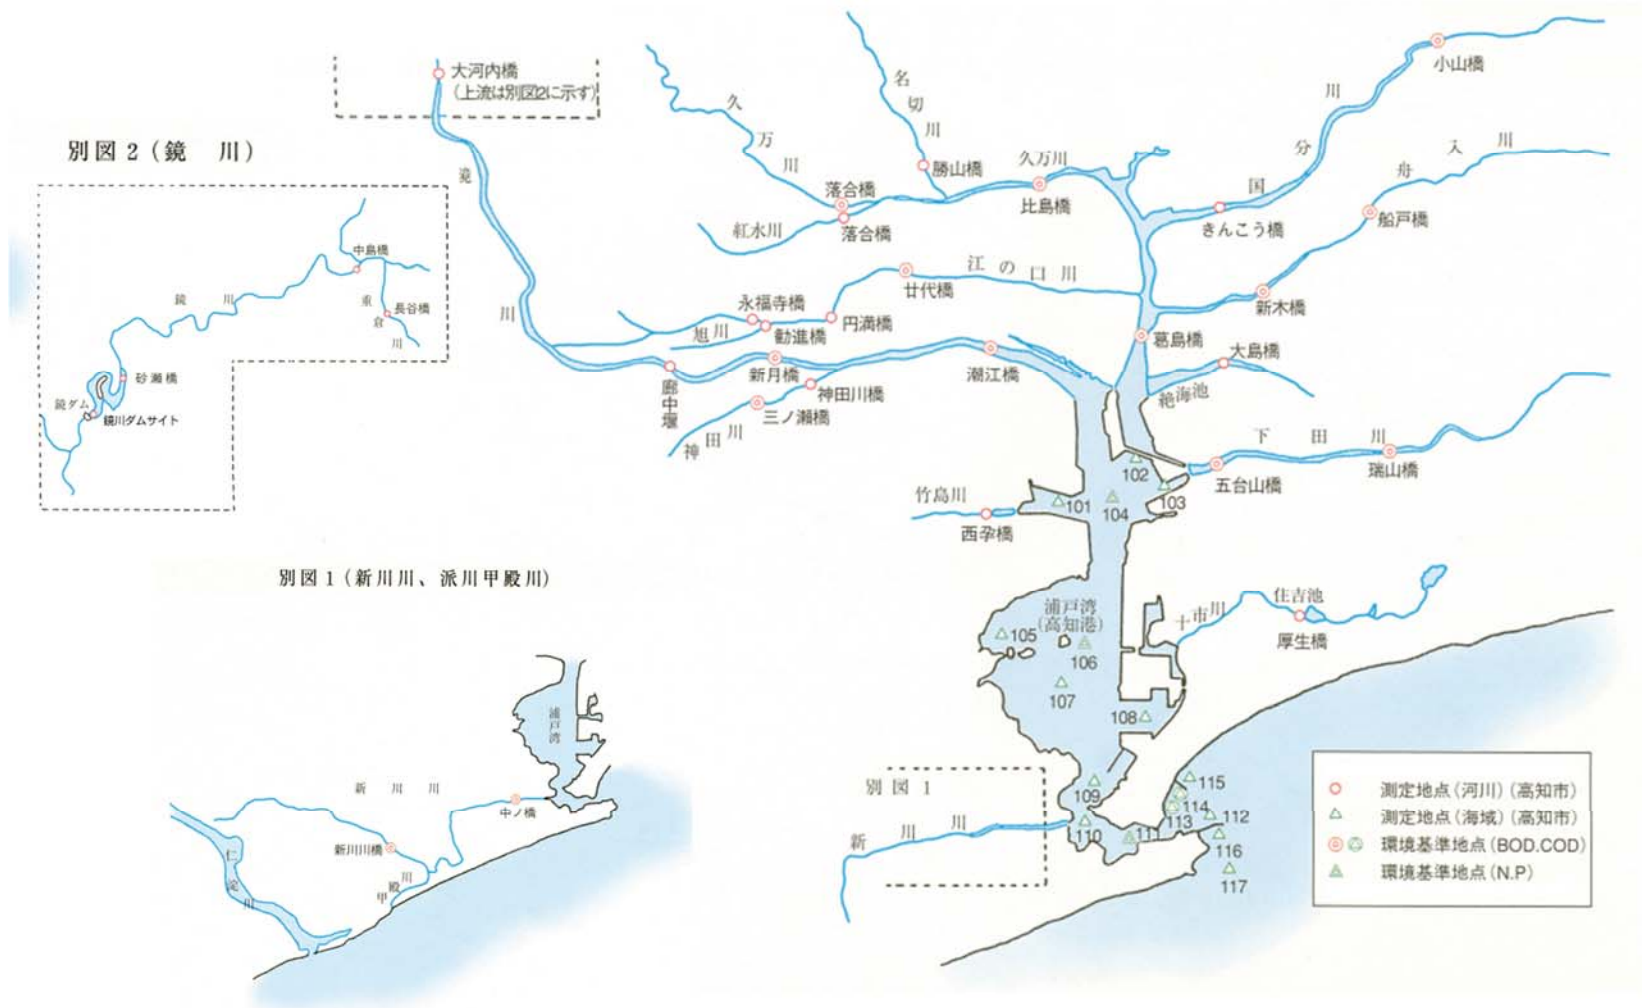 大河内橋
(上流は別図2に示す)
別図2(鏡 川)
鏡川
久万川
名切川
勝山橋
久万川
比島橋
落合橋
紅水川
落合橋
国分川
小山橋
きんこう橋
舟入川
船戸橋
新木橋
江の口川
廿代橋
永福寺橋
旭川
勧進橋
円満橋
葛島橋
大島橋
絶海池
潮江橋
新月橋
廊中堰
神田川橋
三ノ瀬橋
神田川
下田川
五台山橋
瑞山橋
中島橋
鏡川
重倉川
長谷橋
砂瀬橋
鏡ダム
鏡川ダムサイト
竹島川
西孕橋
101
102
103
104
浦戸湾
(高知港)
105
106
107
108
109
110
111
112
113
114
115
116
117
十市川
住吉池
厚生橋
別図1(新川川、派川甲殿川)
浦戸湾
新川川
中ノ橋
新川川橋
甲殿川
仁淀川
別図1
新川川
測定地点(河川)(高知市)
測定地点(海域)(高知市)
環境基準地点(BOD.COD)
環境基準地点(N.P)